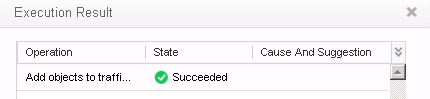 Execution Result
Operation State Cause And Suggestion
Add objects to traffi... Succeeded